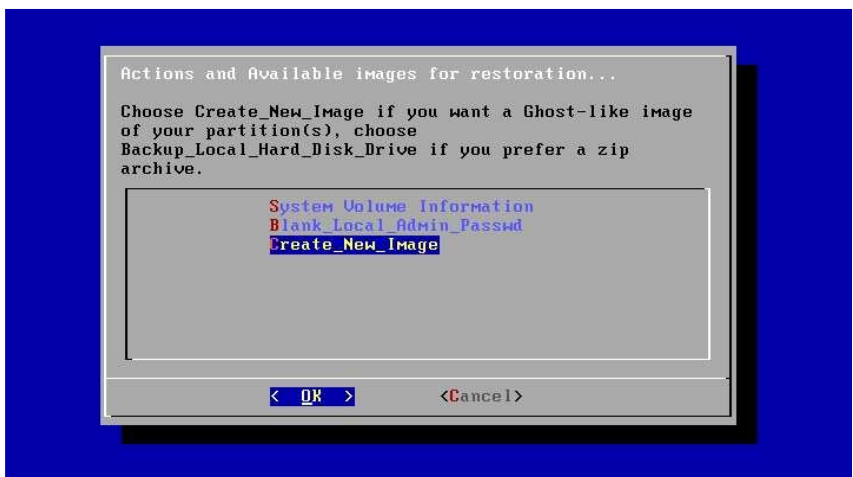 Actions and Available images for restoration...
Choose Create_New_Image if you want a Ghost-like image
of your partition(s), choose
Backup_Local_Hard_Disk_Drive if you prefer a zip
archive.
System Volume Information
Blank_Local_Admin_Passwd
Create_New_Image
< OK > <Cancel>